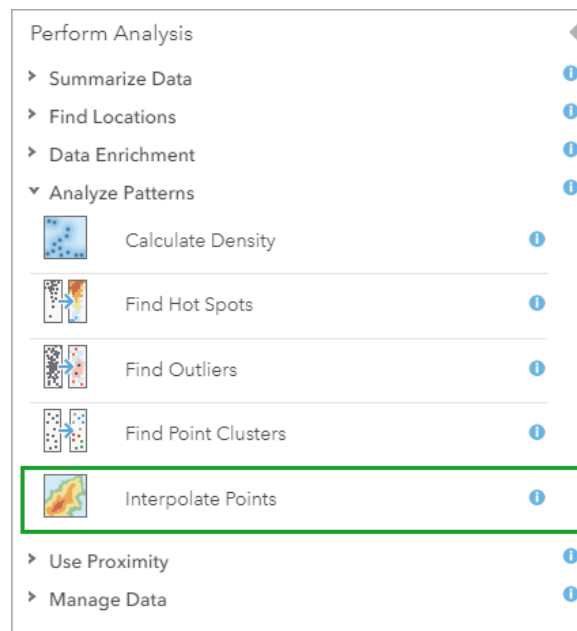 Perform Analysis
Summarize Data
Find Locations
Data Enrichment
Analyze Patterns
Calculate Density
Find Hot Spots
Find Outliers
Find Point Clusters
Interpolate Points
Use Proximity
Manage Data